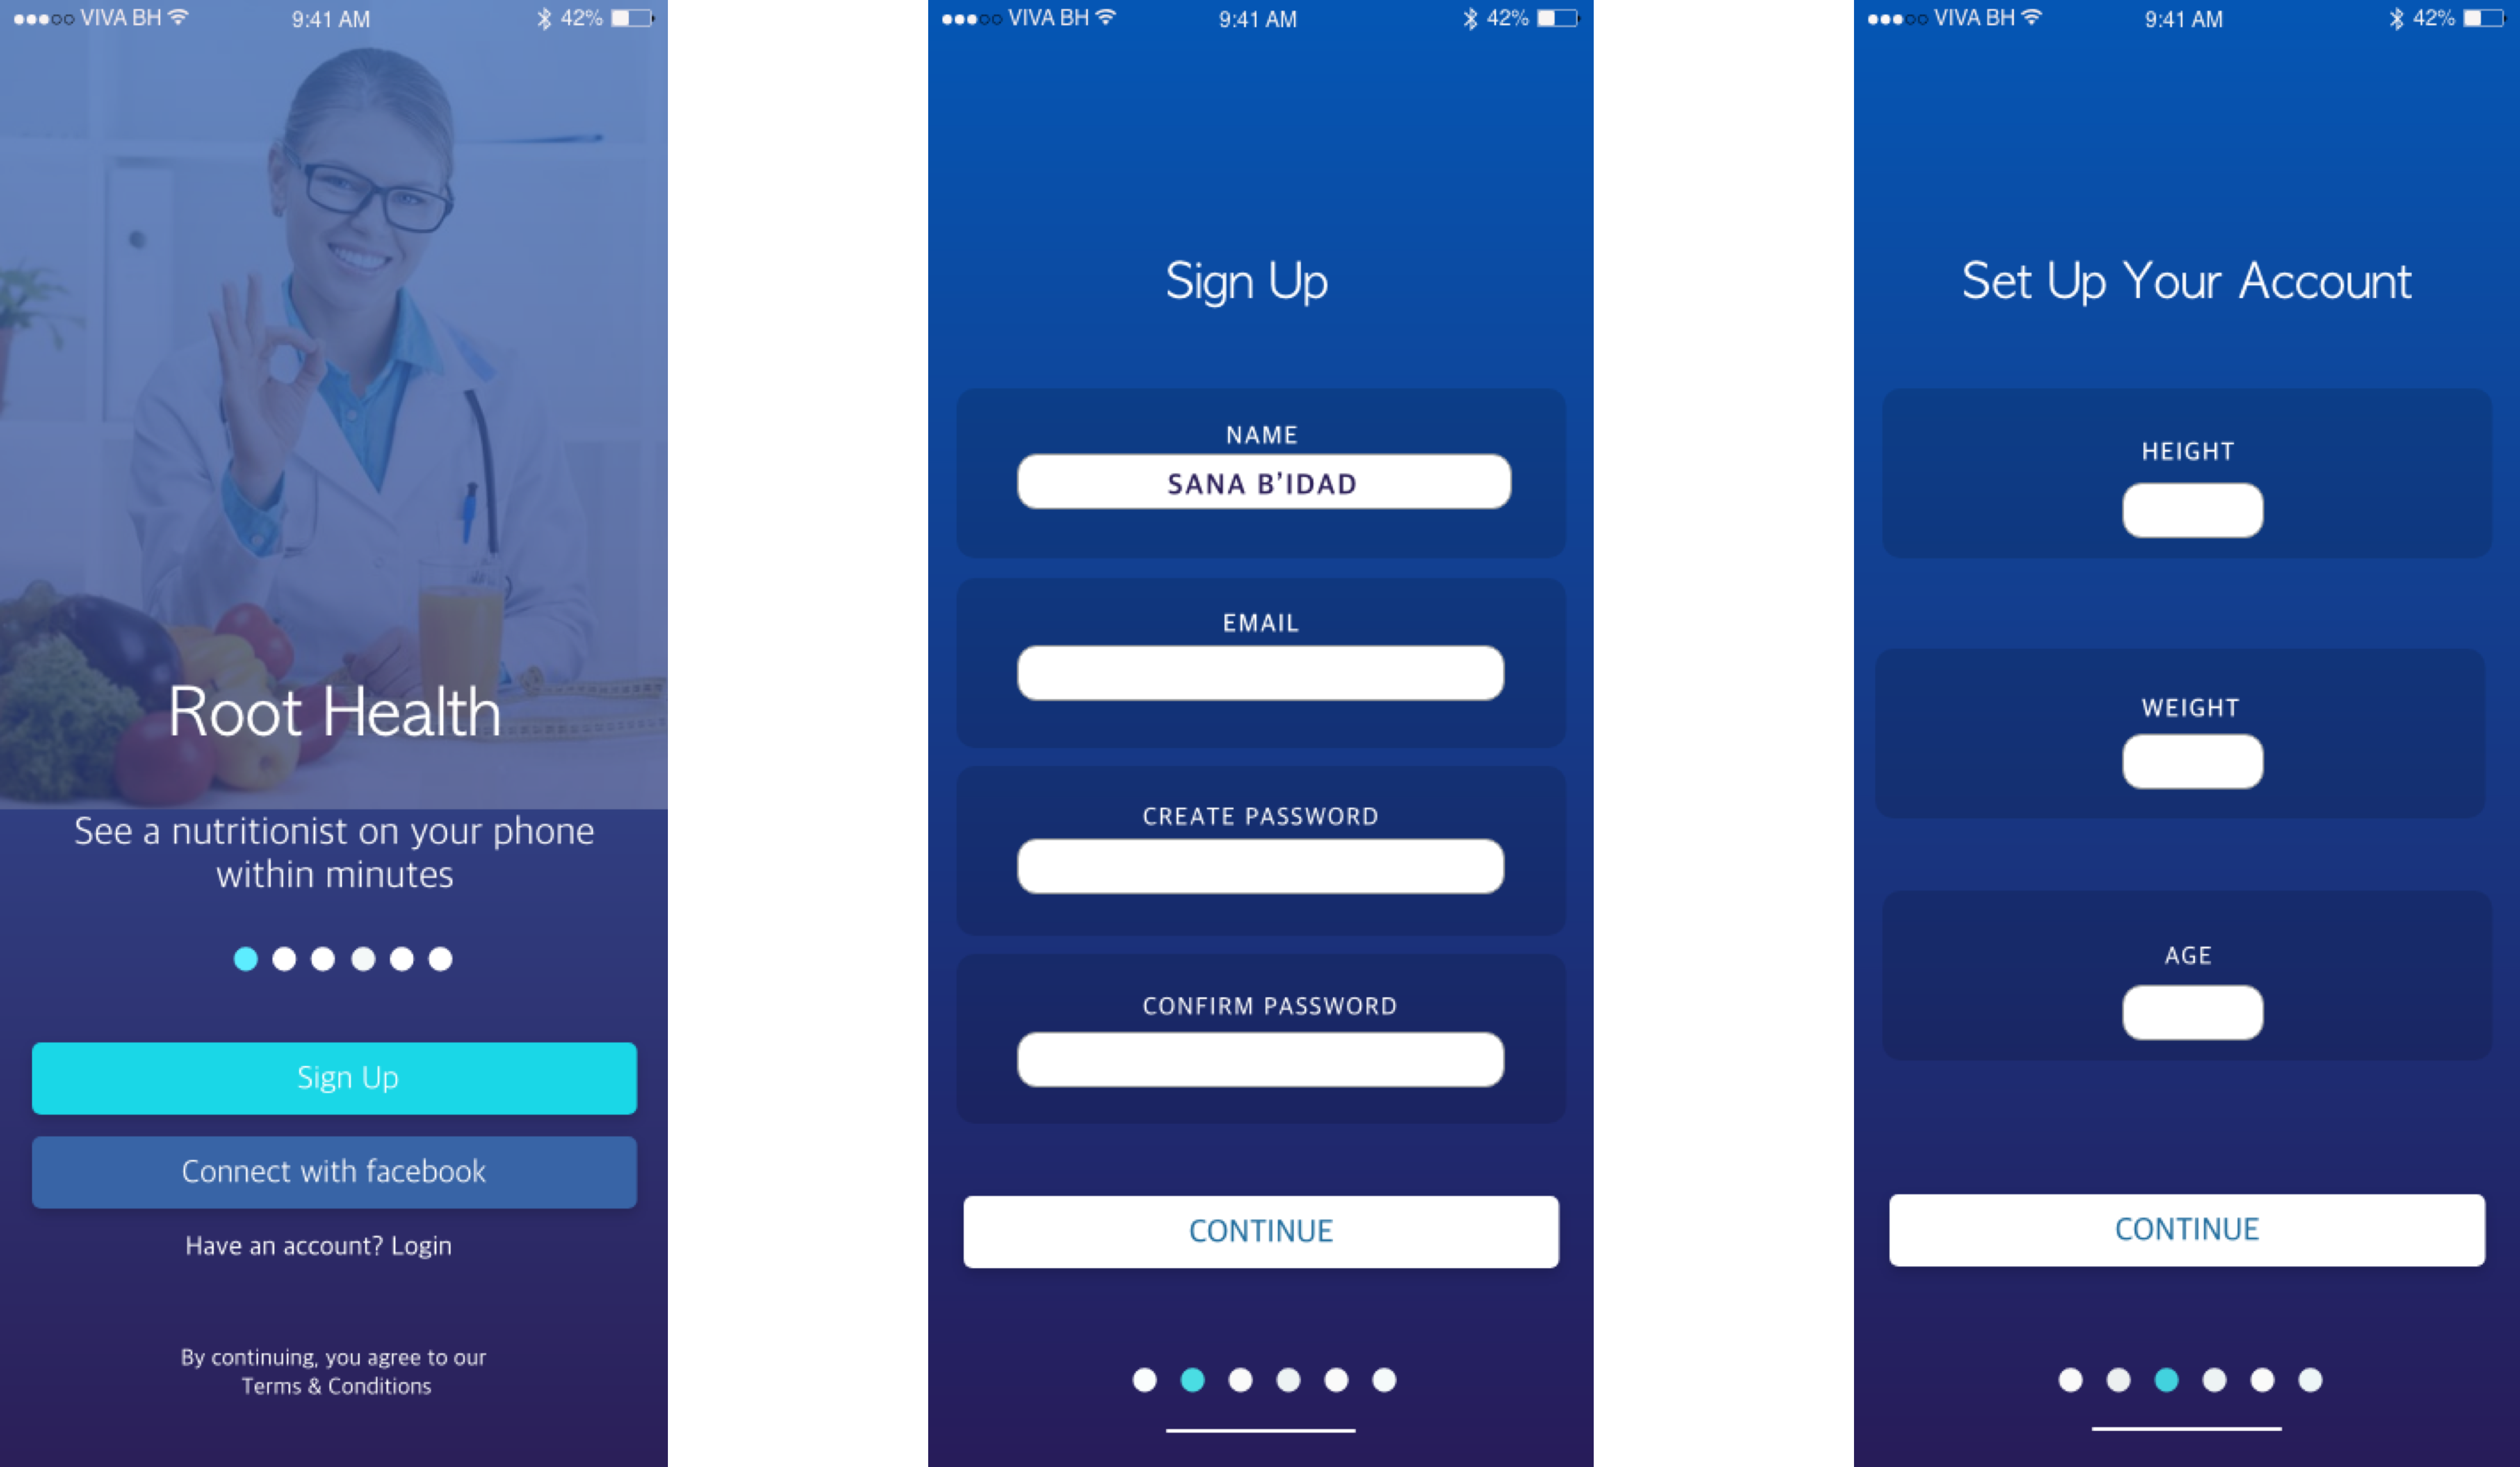 VIVA BH 9:41 AM 42%
Root Health
See a nutritionist on your phone
within minutes
Sign Up
Connect with facebook
Have an account? Login
By continuing, you agree to our
Terms & Conditions
VIVA BH 9:41 AM 42%
Sign Up
NAME
SANA B’IDAD
EMAIL
CREATE PASSWORD
CONFIRM PASSWORD
CONTINUE
VIVA BH 9:41 AM 42%
Set Up Your Account
HEIGHT
WEIGHT
AGE
CONTINUE